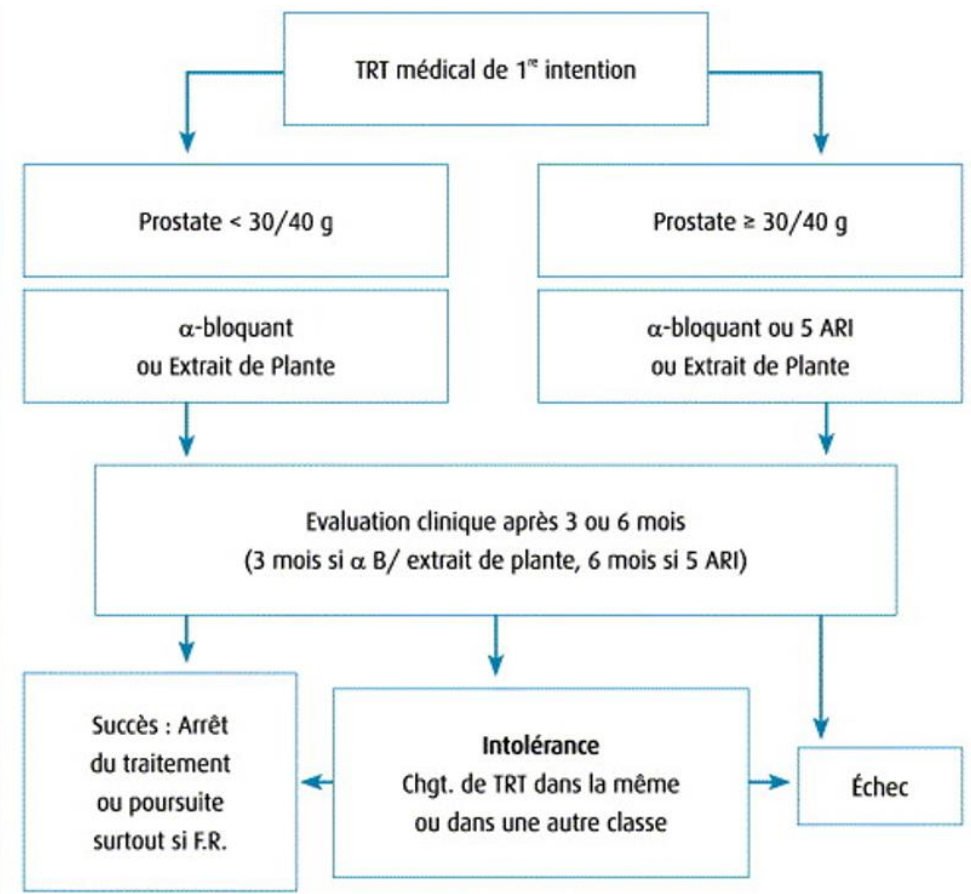 TRT médical de 1re intention
Prostate < 30/40 g
Prostate ≥ 30/40 g
α-bloquant
ou Extrait de Plante
α-bloquant ou 5 ARI
ou Extrait de Plante
Evaluation clinique après 3 ou 6 mois
(3 mois si α B/ extrait de plante, 6 mois si 5 ARI)
Succès : Arrêt
du traitement
ou poursuite
surtout si F.R.
Intolérance
Chgt. de TRT dans la même
ou dans une autre classe
Échec